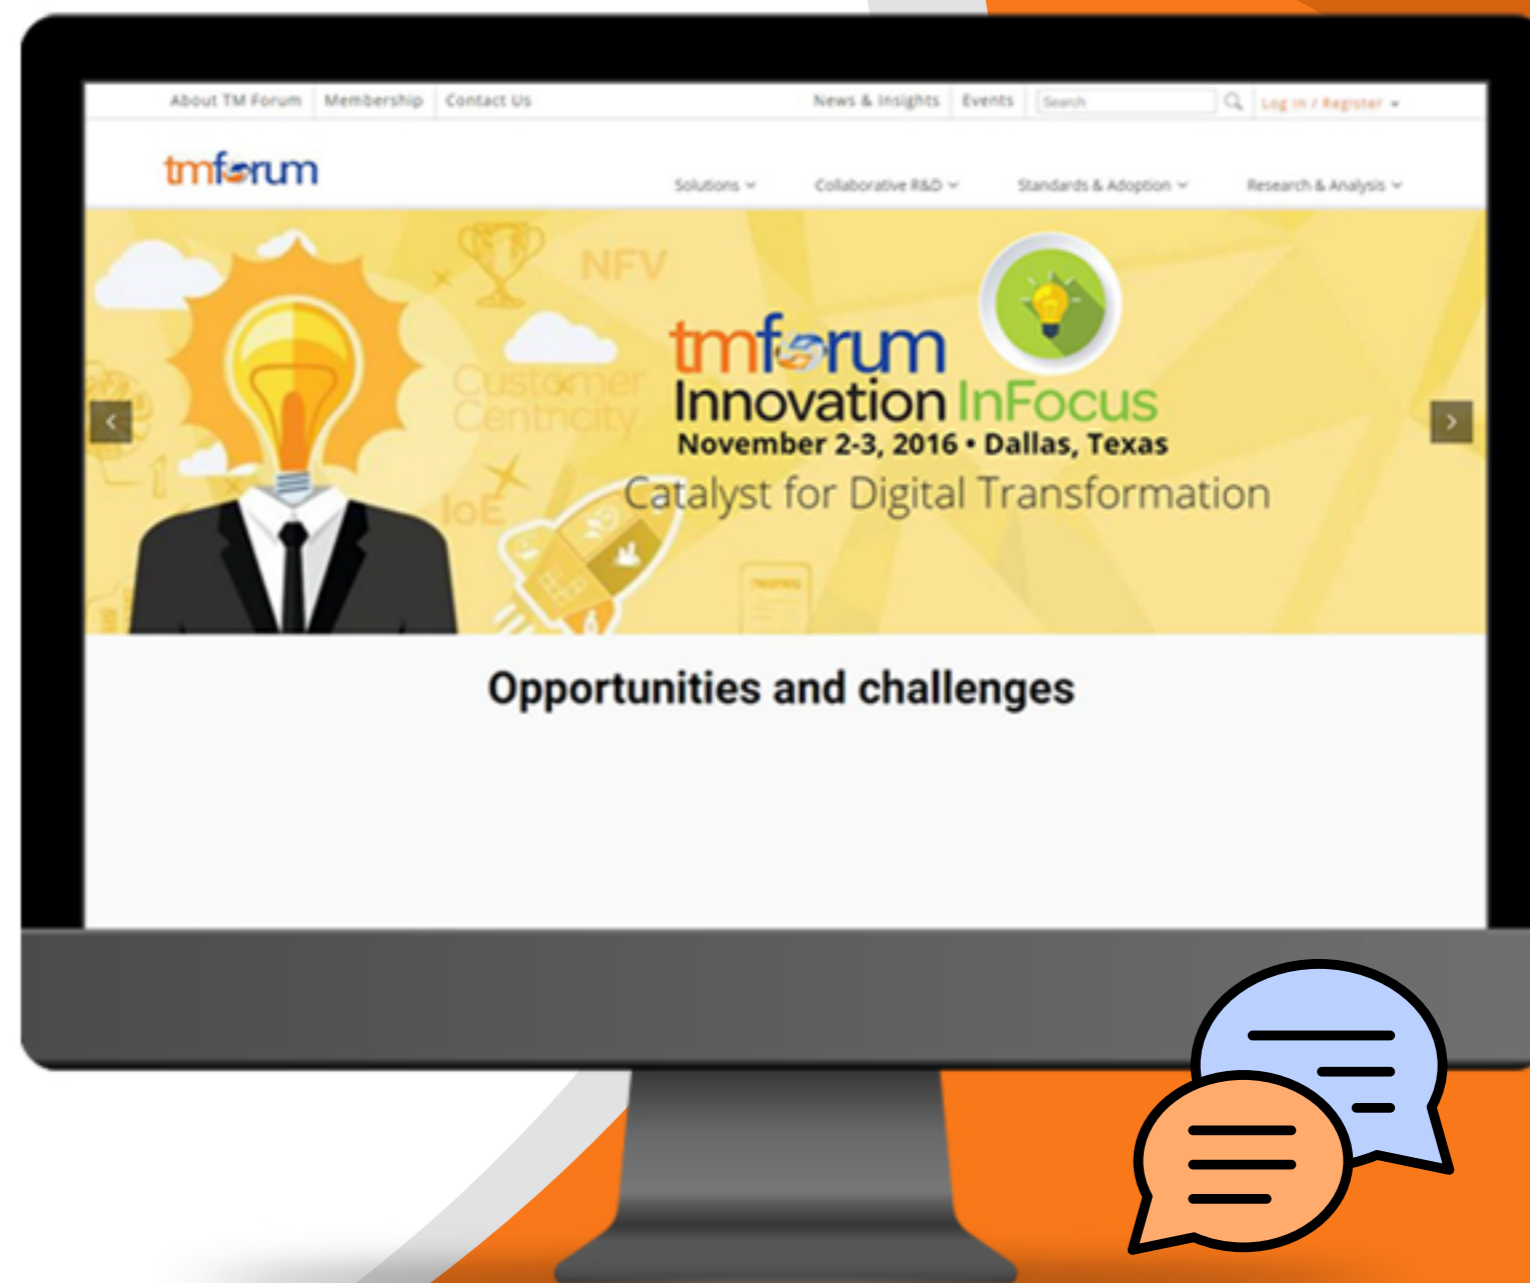 About TM Forum
Membership
Contact Us
News & Insights
Events
Search
Log In / Register
tmforum
Solutions
Collaborative R&D
Standards & Adoption
Research & Analysis
NFV
Customer
Centricity
IoE
tmforum
Innovation InFocus
November 2-3, 2016 • Dallas, Texas
Catalyst for Digital Transformation
Opportunities and challenges